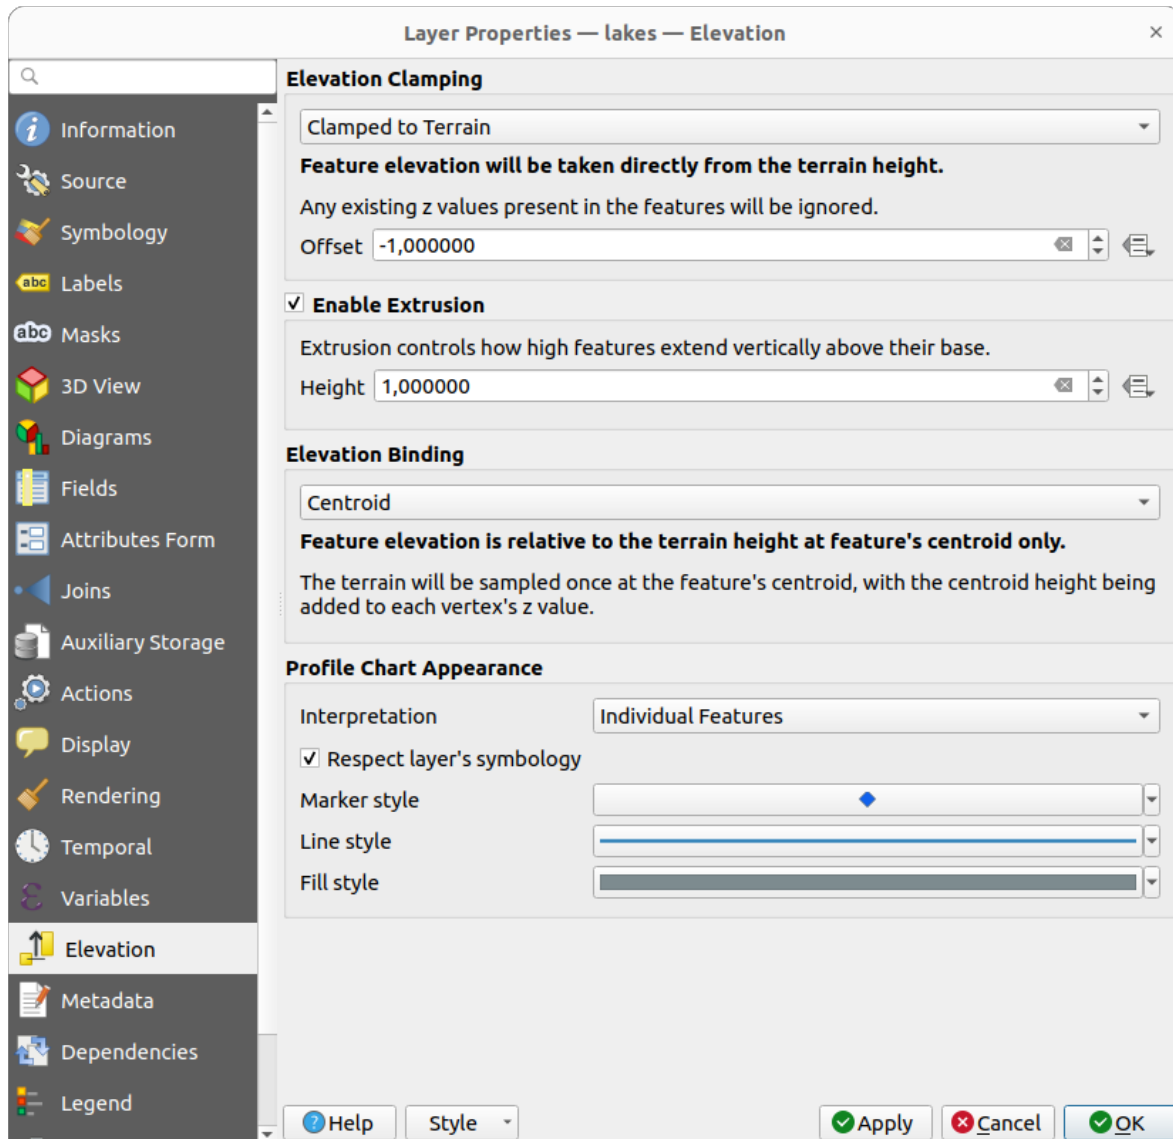 Layer Properties — lakes — Elevation
Information
Source
Symbology
abc Labels
abc Masks
3D View
Diagrams
Fields
Attributes Form
Joins
Auxiliary Storage
Actions
Display
Rendering
Temporal
Variables
Elevation
Metadata
Dependencies
Legend
Elevation Clamping
Clamped to Terrain
Feature elevation will be taken directly from the terrain height.
Any existing z values present in the features will be ignored.
Offset -1,000000
Enable Extrusion
Extrusion controls how high features extend vertically above their base.
Height 1,000000
Elevation Binding
Centroid
Feature elevation is relative to the terrain height at feature's centroid only.
The terrain will be sampled once at the feature's centroid, with the centroid height being
added to each vertex's z value.
Profile Chart Appearance
Interpretation Individual Features
Respect layer's symbology
Marker style
Line style
Fill style
Help Style Apply Cancel OK